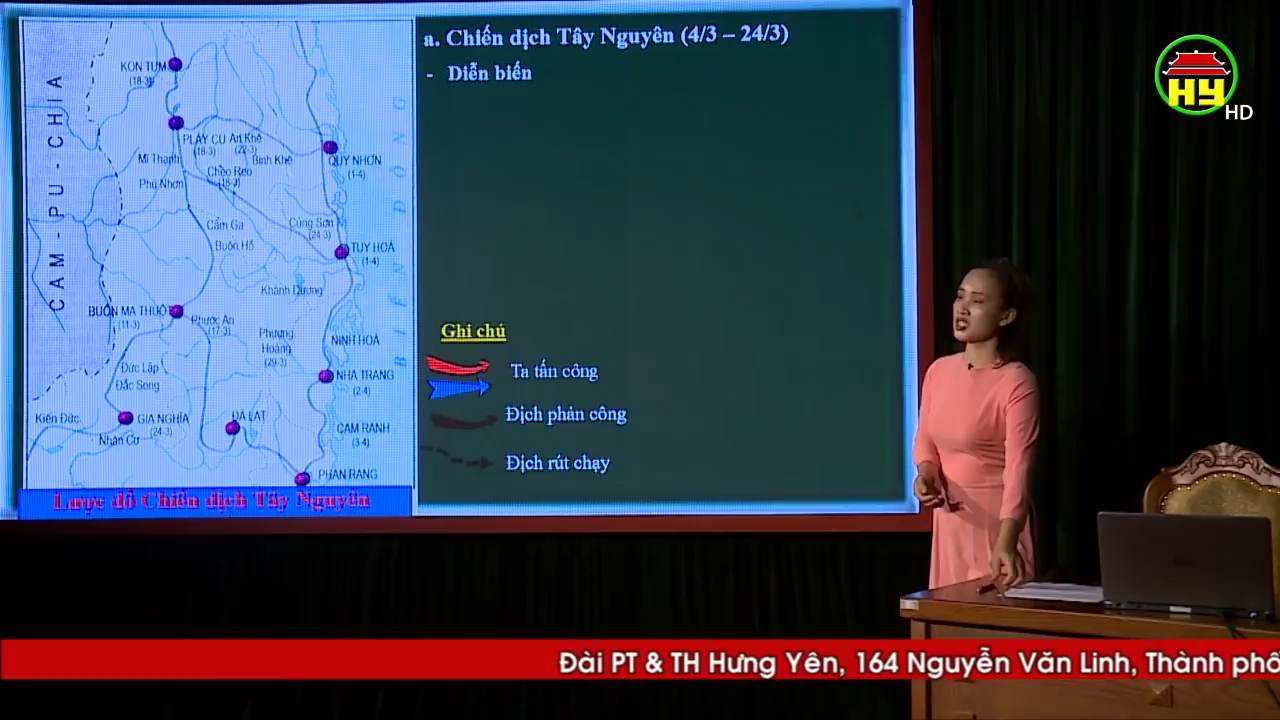 a. Chiến dịch Tây Nguyên (4/3 – 24/3)
- Diễn biến
HY
HD
CAM - PU - CHIA
BIỂN ĐÔNG
KON TUM
(18-3)
PLÂY CU
(18-3)
An Khê
(22-3)
Mĩ Thạnh
Bình Khê
QUY NHƠN
(1-4)
Phú Nhơn
Cheo Reo
(18-3)
Cẩm Ga
Củng Sơn
(24-3)
Buôn Hồ
TUY HOÀ
(1-4)
Khánh Dương
BUÔN MA THUỘT
(11-3)
Phước An
(17-3)
Phượng
Hoàng
(29-3)
NINH HOÀ
Đức Lập
Đắc Song
NHA TRANG
(2-4)
Kiến Đức
GIA NGHĨA
(24-3)
Nhân Cơ
ĐÀ LẠT
CAM RANH
(3-4)
PHAN RANG
Lược đồ Chiến dịch Tây Nguyên
Ghi chú
Ta tấn công
Địch phản công
Địch rút chạy
Đài PT & TH Hưng Yên, 164 Nguyễn Văn Linh, Thành phố